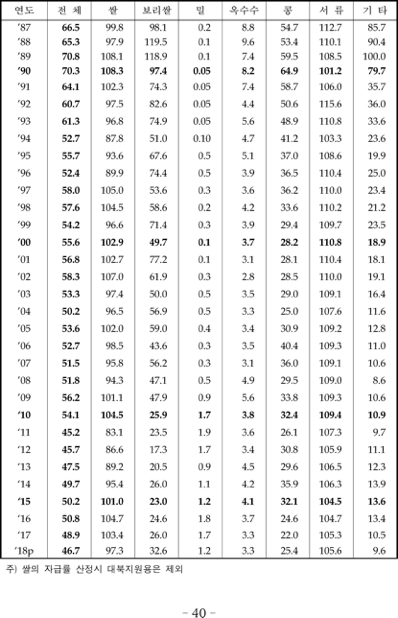 연도 전 체 쌀 보리쌀 밀 옥수수 콩 서 류 기 타
'87 66.5 99.8 98.1 0.2 8.8 54.7 112.7 85.7
'88 65.3 97.9 119.5 0.1 9.6 53.4 110.1 90.4
'89 70.8 108.1 118.9 0.1 7.4 59.5 108.5 100.0
'90 70.3 108.3 97.4 0.05 8.2 64.9 101.2 79.7
'91 64.1 102.3 74.3 0.05 7.4 58.7 106.0 35.7
'92 60.7 97.5 82.6 0.05 4.4 50.6 115.6 36.0
'93 61.3 96.8 74.9 0.05 5.6 48.9 110.8 33.6
'94 52.7 87.8 51.0 0.10 4.7 41.2 103.3 23.6
'95 55.7 93.6 67.6 0.5 5.1 37.0 108.6 19.9
'96 52.4 89.9 74.4 0.5 3.9 36.5 110.4 25.0
'97 58.0 105.0 53.6 0.3 3.6 36.2 110.0 23.4
'98 57.6 104.5 58.6 0.2 4.2 33.6 110.2 21.2
'99 54.2 96.6 71.4 0.3 3.9 29.4 109.7 23.5
'00 55.6 102.9 49.7 0.1 3.7 28.2 110.8 18.9
'01 56.8 102.7 77.2 0.1 3.1 28.1 110.4 18.1
'02 58.3 107.0 61.9 0.3 2.8 28.5 110.0 19.1
'03 53.3 97.4 50.0 0.5 3.5 29.0 109.1 16.4
'04 50.2 96.5 56.9 0.5 3.3 25.0 107.6 11.6
'05 53.6 102.0 59.0 0.4 3.4 30.9 109.2 12.8
'06 52.7 98.5 43.6 0.3 3.5 40.4 109.3 11.0
'07 51.5 95.8 56.2 0.3 3.1 36.0 109.1 10.6
'08 51.8 94.3 47.1 0.5 4.9 29.5 109.0 8.6
'09 56.2 101.1 47.9 0.9 5.6 33.8 109.3 10.6
'10 54.1 104.5 25.9 1.7 3.8 32.4 109.4 10.9
'11 45.2 83.1 23.5 1.9 3.6 26.1 107.3 9.7
'12 45.7 86.6 17.3 1.7 3.4 30.8 105.9 11.1
'13 47.5 89.2 20.5 0.9 4.5 29.6 106.5 12.3
'14 49.7 95.4 26.0 1.1 4.2 35.9 106.3 13.9
'15 50.2 101.0 23.0 1.2 4.1 32.1 104.5 13.6
'16 50.8 104.7 24.6 1.8 3.7 24.6 104.7 13.4
'17 48.9 103.4 26.0 1.7 3.3 22.0 105.3 10.5
'18p 46.7 97.3 32.6 1.2 3.3 25.4 105.6 9.6
주) 쌀의 자급률 산정시 대북지원용은 제외
- 40 -